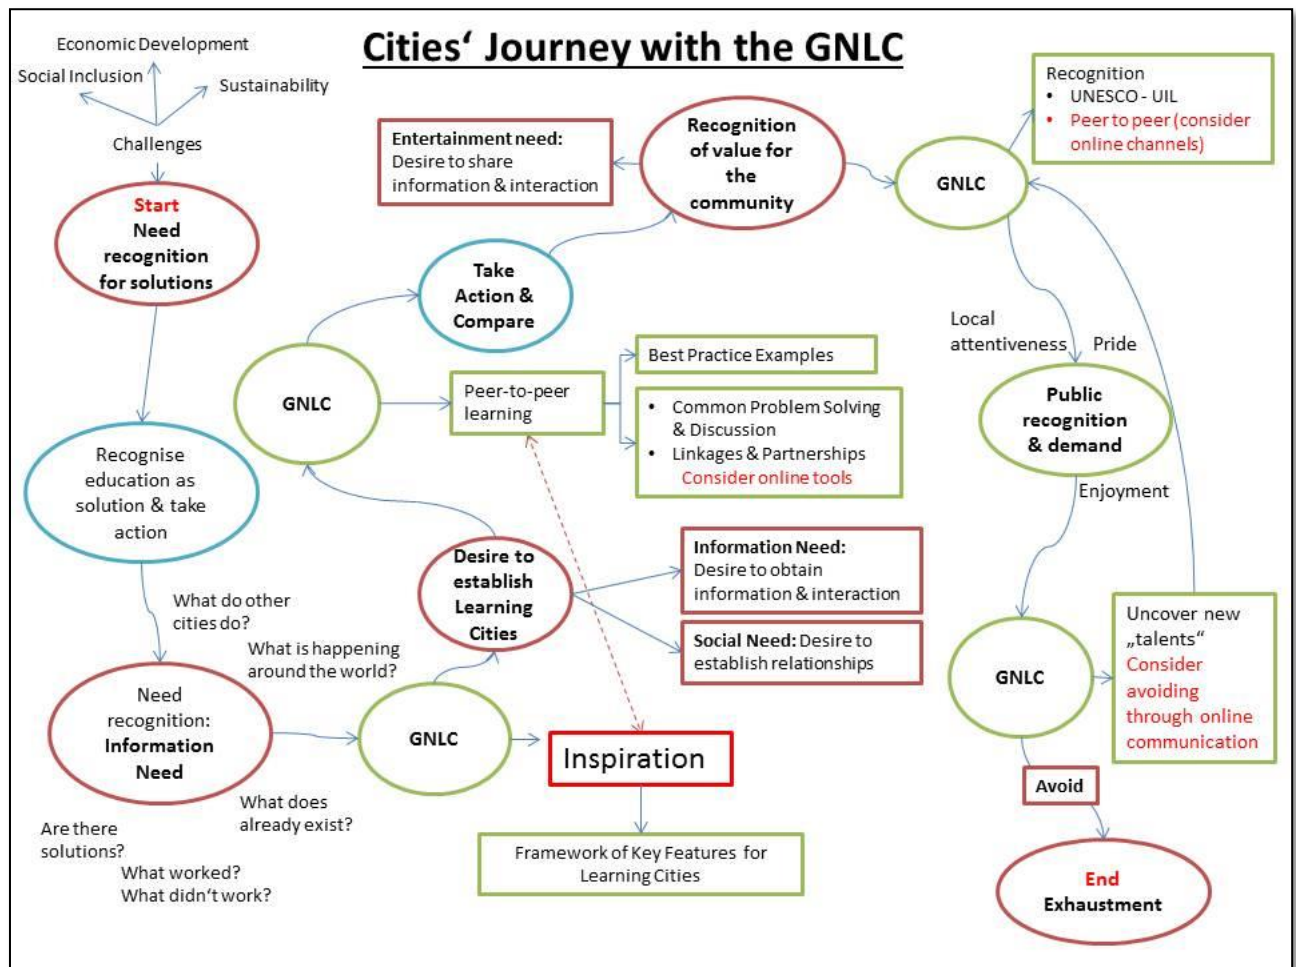 Cities‘ Journey with the GNLC
Economic Development
Social Inclusion
Sustainability
Challenges
Start
Need
recognition
for solutions
Recognise
education as
solution & take
action
What do other
cities do?
What is happening
around the world?
Need
recognition:
Information
Need
What does
already exist?
Are there
solutions?
What worked?
What didn‘t work?
GNLC
Inspiration
Framework of Key Features for
Learning Cities
Desire to
establish
Learning
Cities
Information Need:
Desire to obtain
information & interaction
Social Need: Desire to
establish relationships
GNLC
Peer-to-peer
learning
Best Practice Examples
• Common Problem Solving
& Discussion
• Linkages & Partnerships
Consider online tools
Take
Action &
Compare
Entertainment need:
Desire to share
information & interaction
Recognition
of value for
the
community
GNLC
Recognition
• UNESCO - UIL
• Peer to peer (consider
online channels)
Local
attentiveness
Pride
Public
recognition
& demand
Enjoyment
GNLC
Uncover new
„talents“
Consider
avoiding
through online
communication
Avoid
End
Exhaustment